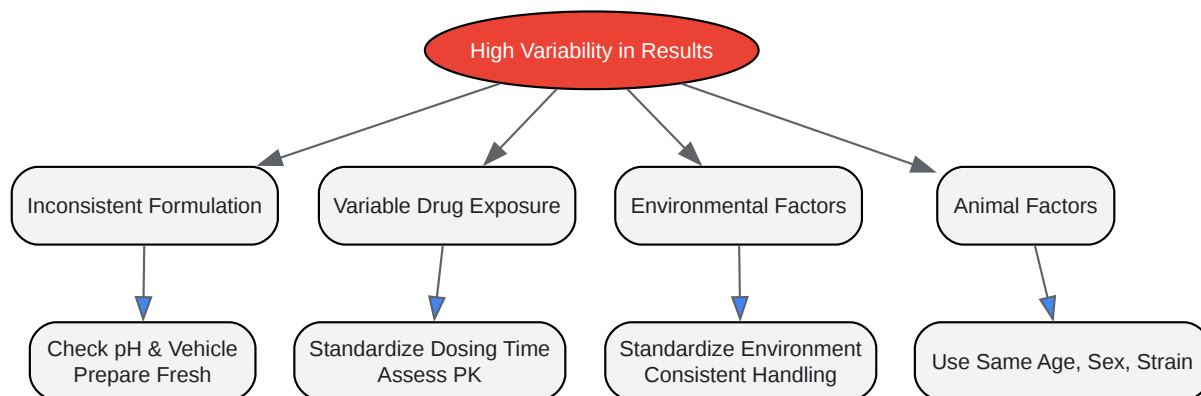 High Variability in Results
Inconsistent Formulation
Variable Drug Exposure
Environmental Factors
Animal Factors
Check pH & Vehicle
Prepare Fresh
Standardize Dosing Time
Assess PK
Standardize Environment
Consistent Handling
Use Same Age, Sex, Strain